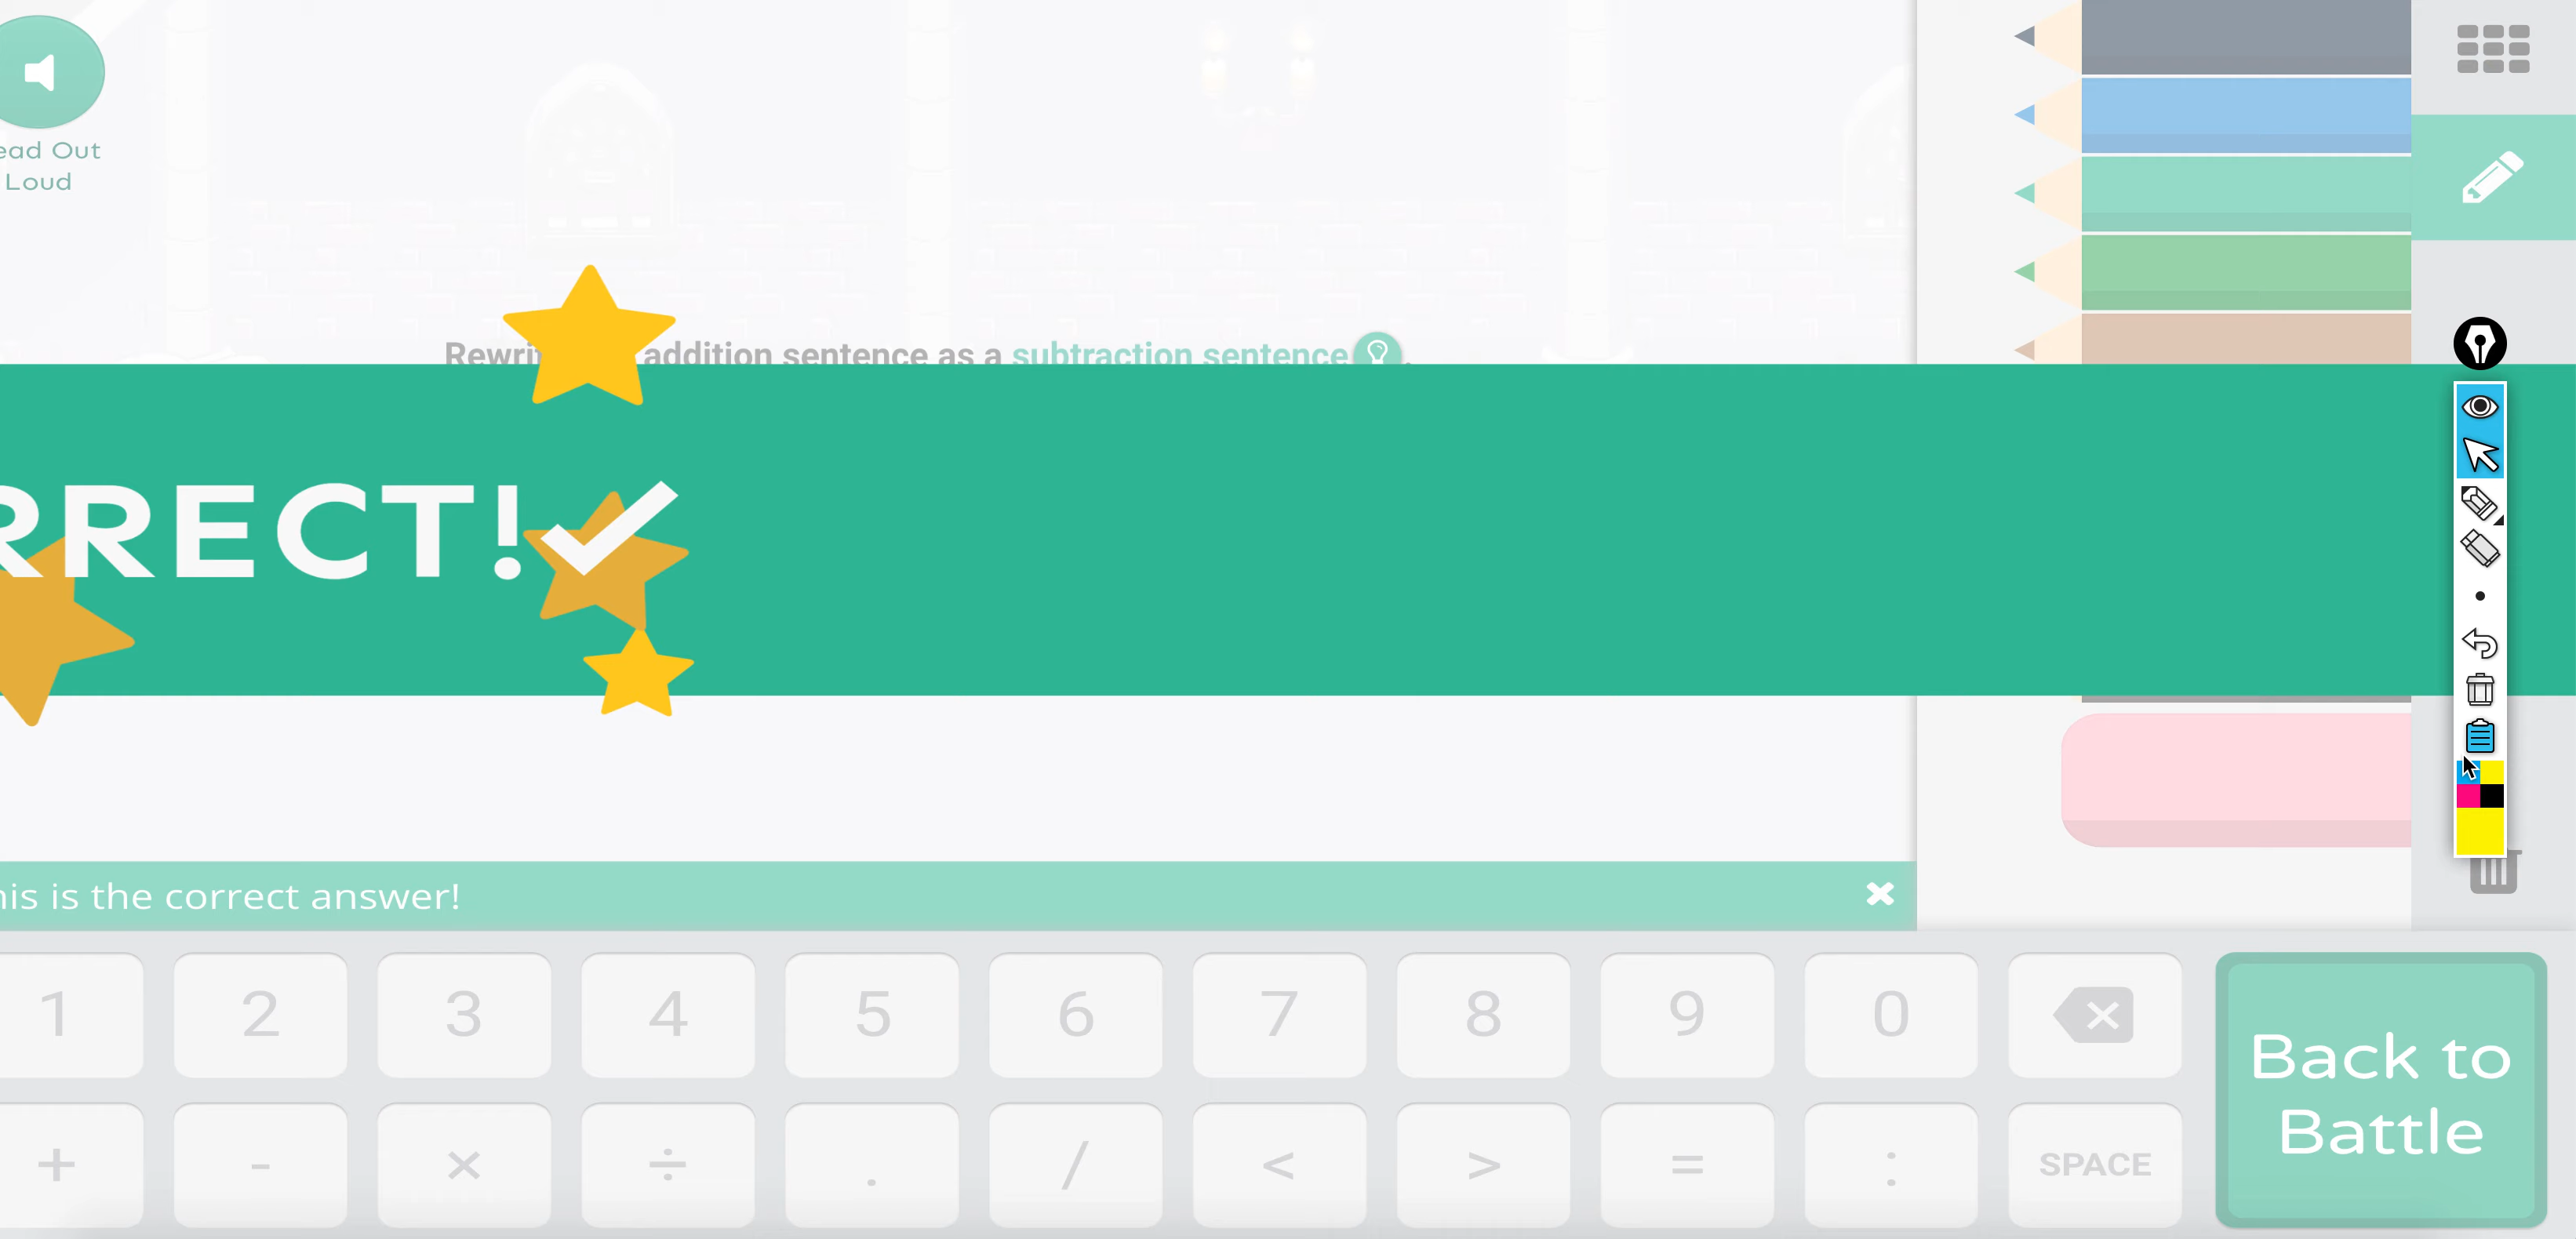 ead Out
Loud
Rewri addition sentence as a subtraction sentence.
RRECT!
his is the correct answer!
1 2 3 4 5 6 7 8 9 0
+ - × ÷ . / < > = : SPACE
Back to
Battle